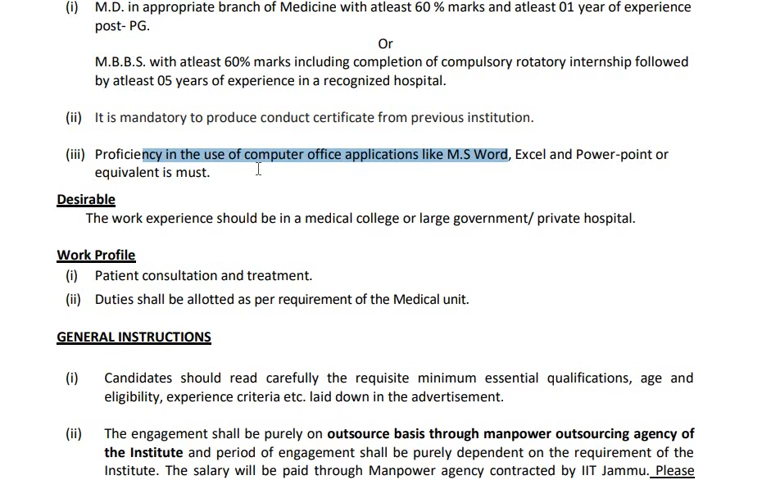 (i) M.D. in appropriate branch of Medicine with atleast 60 % marks and atleast 01 year of experience
post- PG.
Or
M.B.B.S. with atleast 60% marks including completion of compulsory rotatory internship followed
by atleast 05 years of experience in a recognized hospital.
(ii) It is mandatory to produce conduct certificate from previous institution.
(iii) Proficiency in the use of computer office applications like M.S Word, Excel and Power-point or
equivalent is must.
Desirable
The work experience should be in a medical college or large government/ private hospital.
Work Profile
(i) Patient consultation and treatment.
(ii) Duties shall be allotted as per requirement of the Medical unit.
GENERAL INSTRUCTIONS
(i) Candidates should read carefully the requisite minimum essential qualifications, age and
eligibility, experience criteria etc. laid down in the advertisement.
(ii) The engagement shall be purely on outsource basis through manpower outsourcing agency of
the Institute and period of engagement shall be purely dependent on the requirement of the
Institute. The salary will be paid through Manpower agency contracted by IIT Jammu. Please